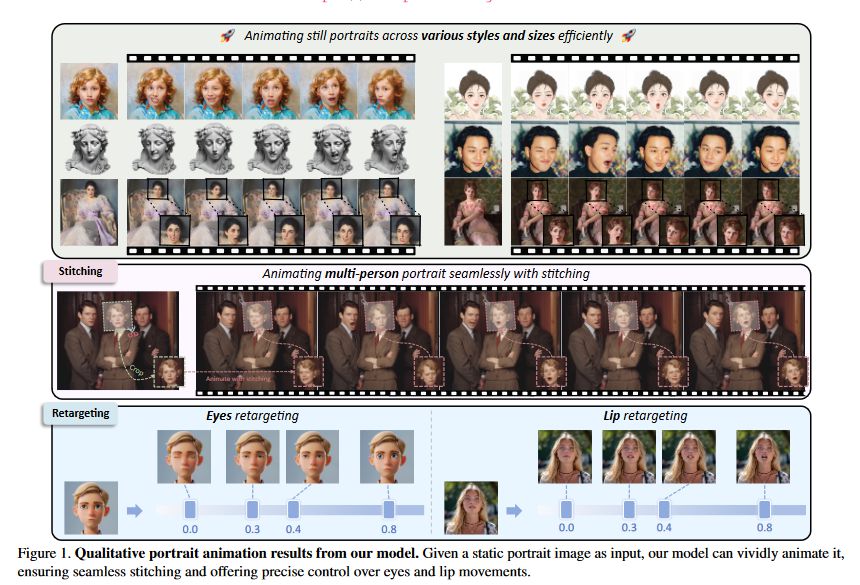 Animating still portraits across various styles and sizes efficiently
Stitching
Animating multi-person portrait seamlessly with stitching
Crop
Animate with stitching
Retargeting
Eyes retargeting
Lip retargeting
0.0
0.3
0.4
0.8
0.0
0.3
0.4
0.8
Figure 1. Qualitative portrait animation results from our model. Given a static portrait image as input, our model can vividly animate it,
ensuring seamless stitching and offering precise control over eyes and lip movements.